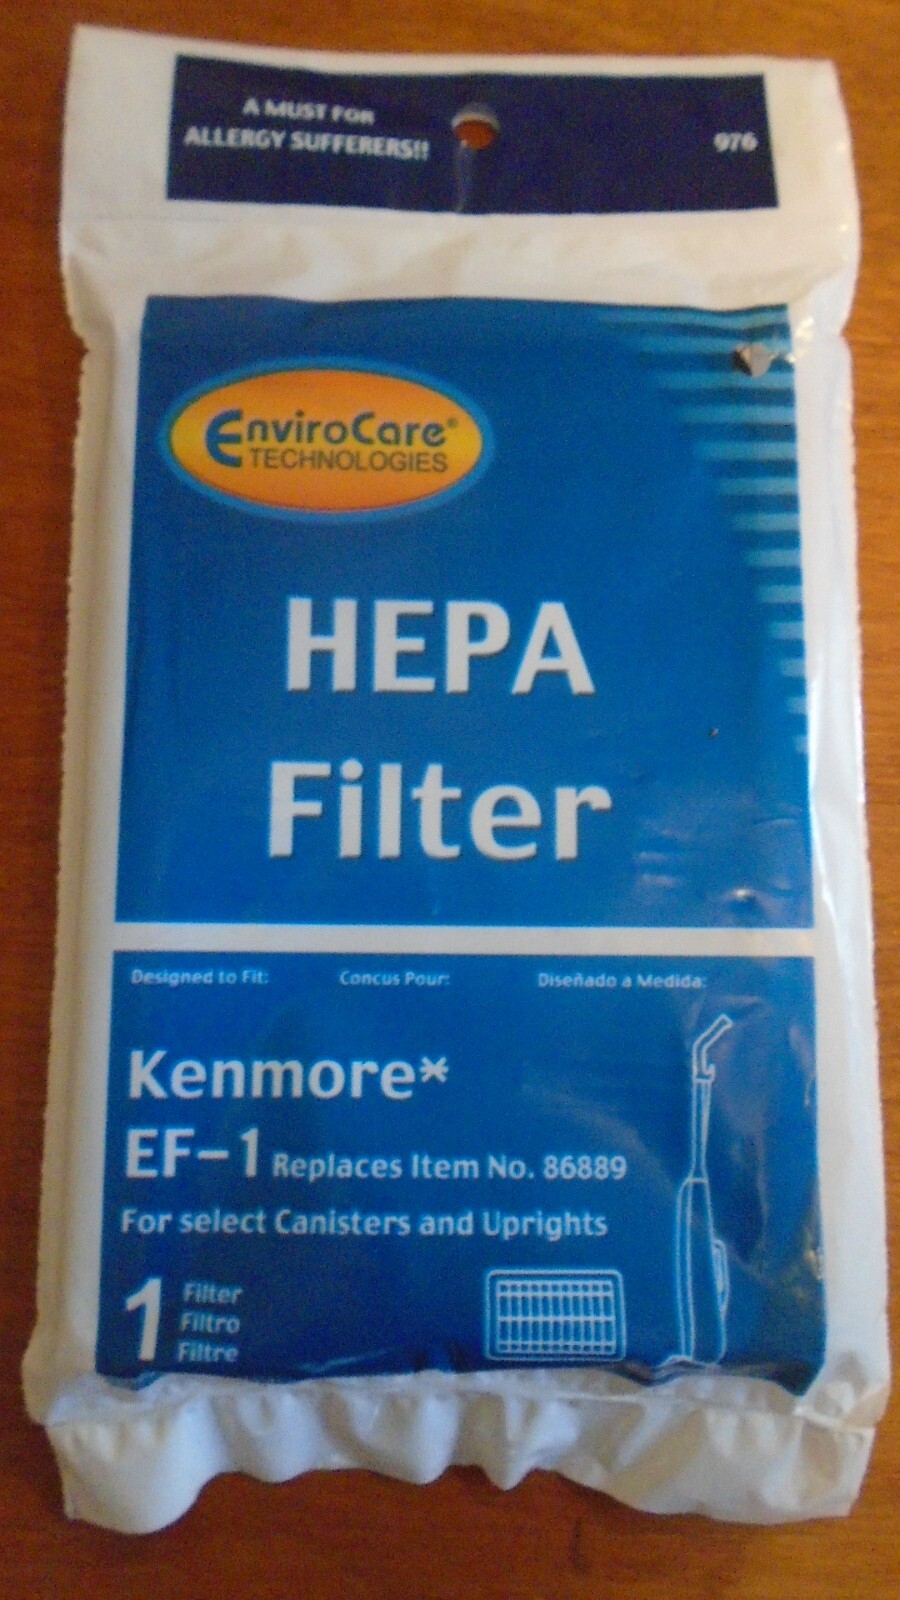 A MUST FOR
ALLERGY SUFFERERS!!
976
EnviroCare®
TECHNOLOGIES
HEPA
Filter
Designed to Fit: Concus Pour: Diseñado a Medida:
Kenmore*
EF-1 Replaces Item No. 86889
For select Canisters and Uprights
1 Filter
Filtro
Filtre